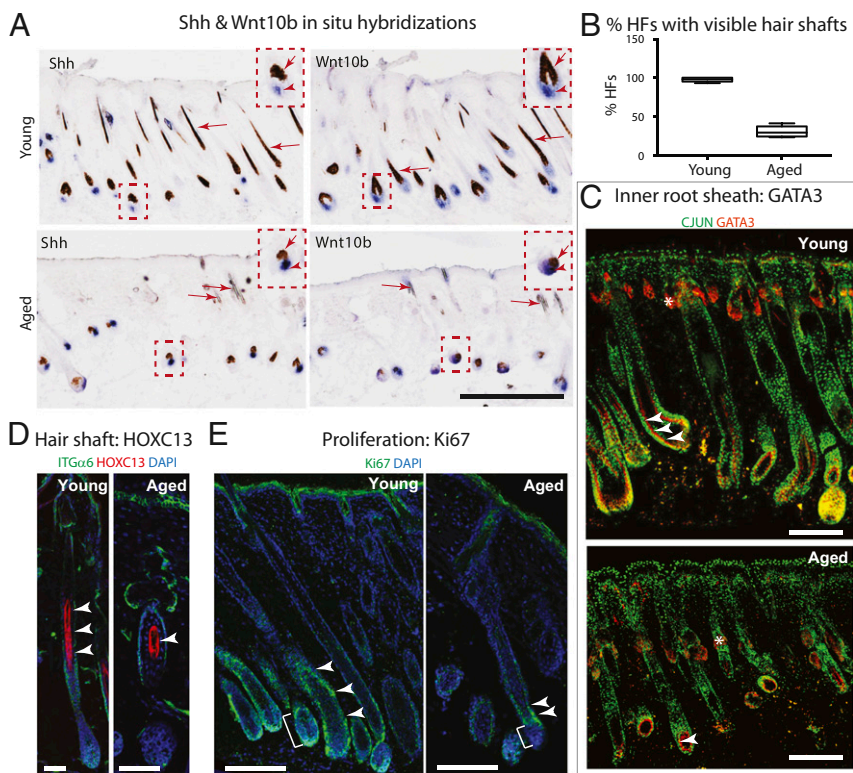 A
Shh & Wnt10b in situ hybridizations
Shh
Wnt10b
Young
Shh
Wnt10b
Aged
B
% HFs with visible hair shafts
% HFs
150
100
50
0
Young
Aged
C
Inner root sheath: GATA3
CJUN GATA3
Young
*
Aged
*
D
Hair shaft: HOXC13
ITGα6 HOXC13 DAPI
Young
Aged
E
Proliferation: Ki67
Ki67 DAPI
Young
Aged